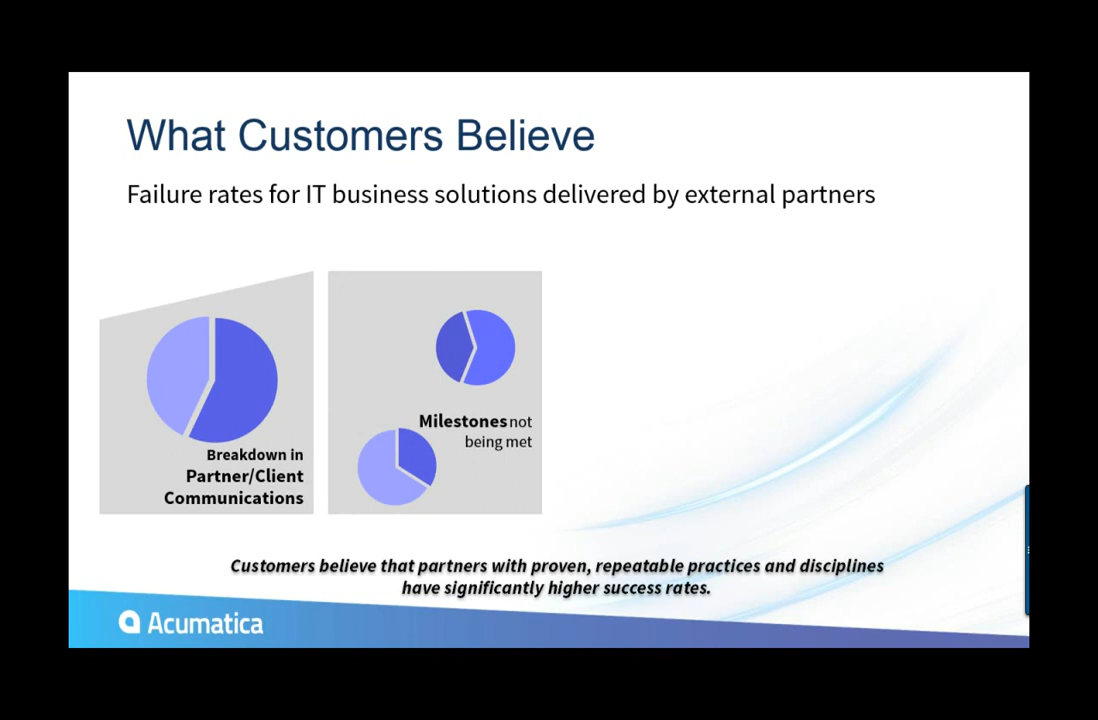 What Customers Believe
Failure rates for IT business solutions delivered by external partners
Breakdown in
Partner/Client
Communications
Milestones not
being met
Customers believe that partners with proven, repeatable practices and disciplines
have significantly higher success rates.
Acumatica